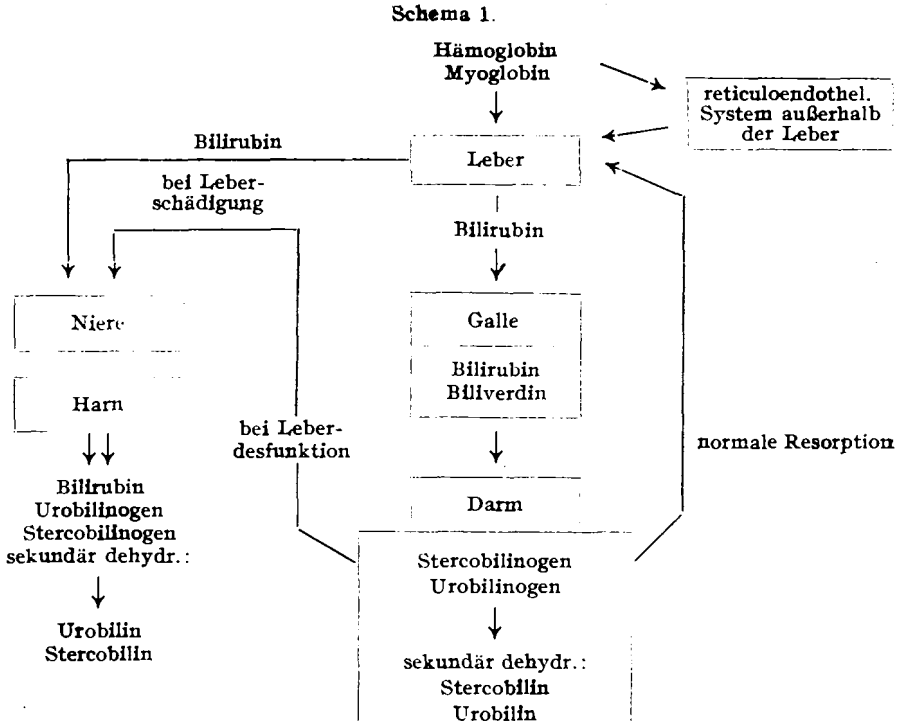 Schema 1.
Hämoglobin
Myoglobin
reticuloendothel.
System außerhalb
der Leber
Bilirubin
Leber
bei Leber-
schädigung
Bilirubin
Niere
Galle
Bilirubin
Biliverdin
Harn
bei Leber-
desfunktion
normale Resorption
Darm
Bilirubin
Urobilinogen
Stercobilinogen
sekundär dehydr.:
Stercobilinogen
Urobilinogen
Urobilin
Stercobilin
sekundär dehydr.:
Stercobilin
Urobilin